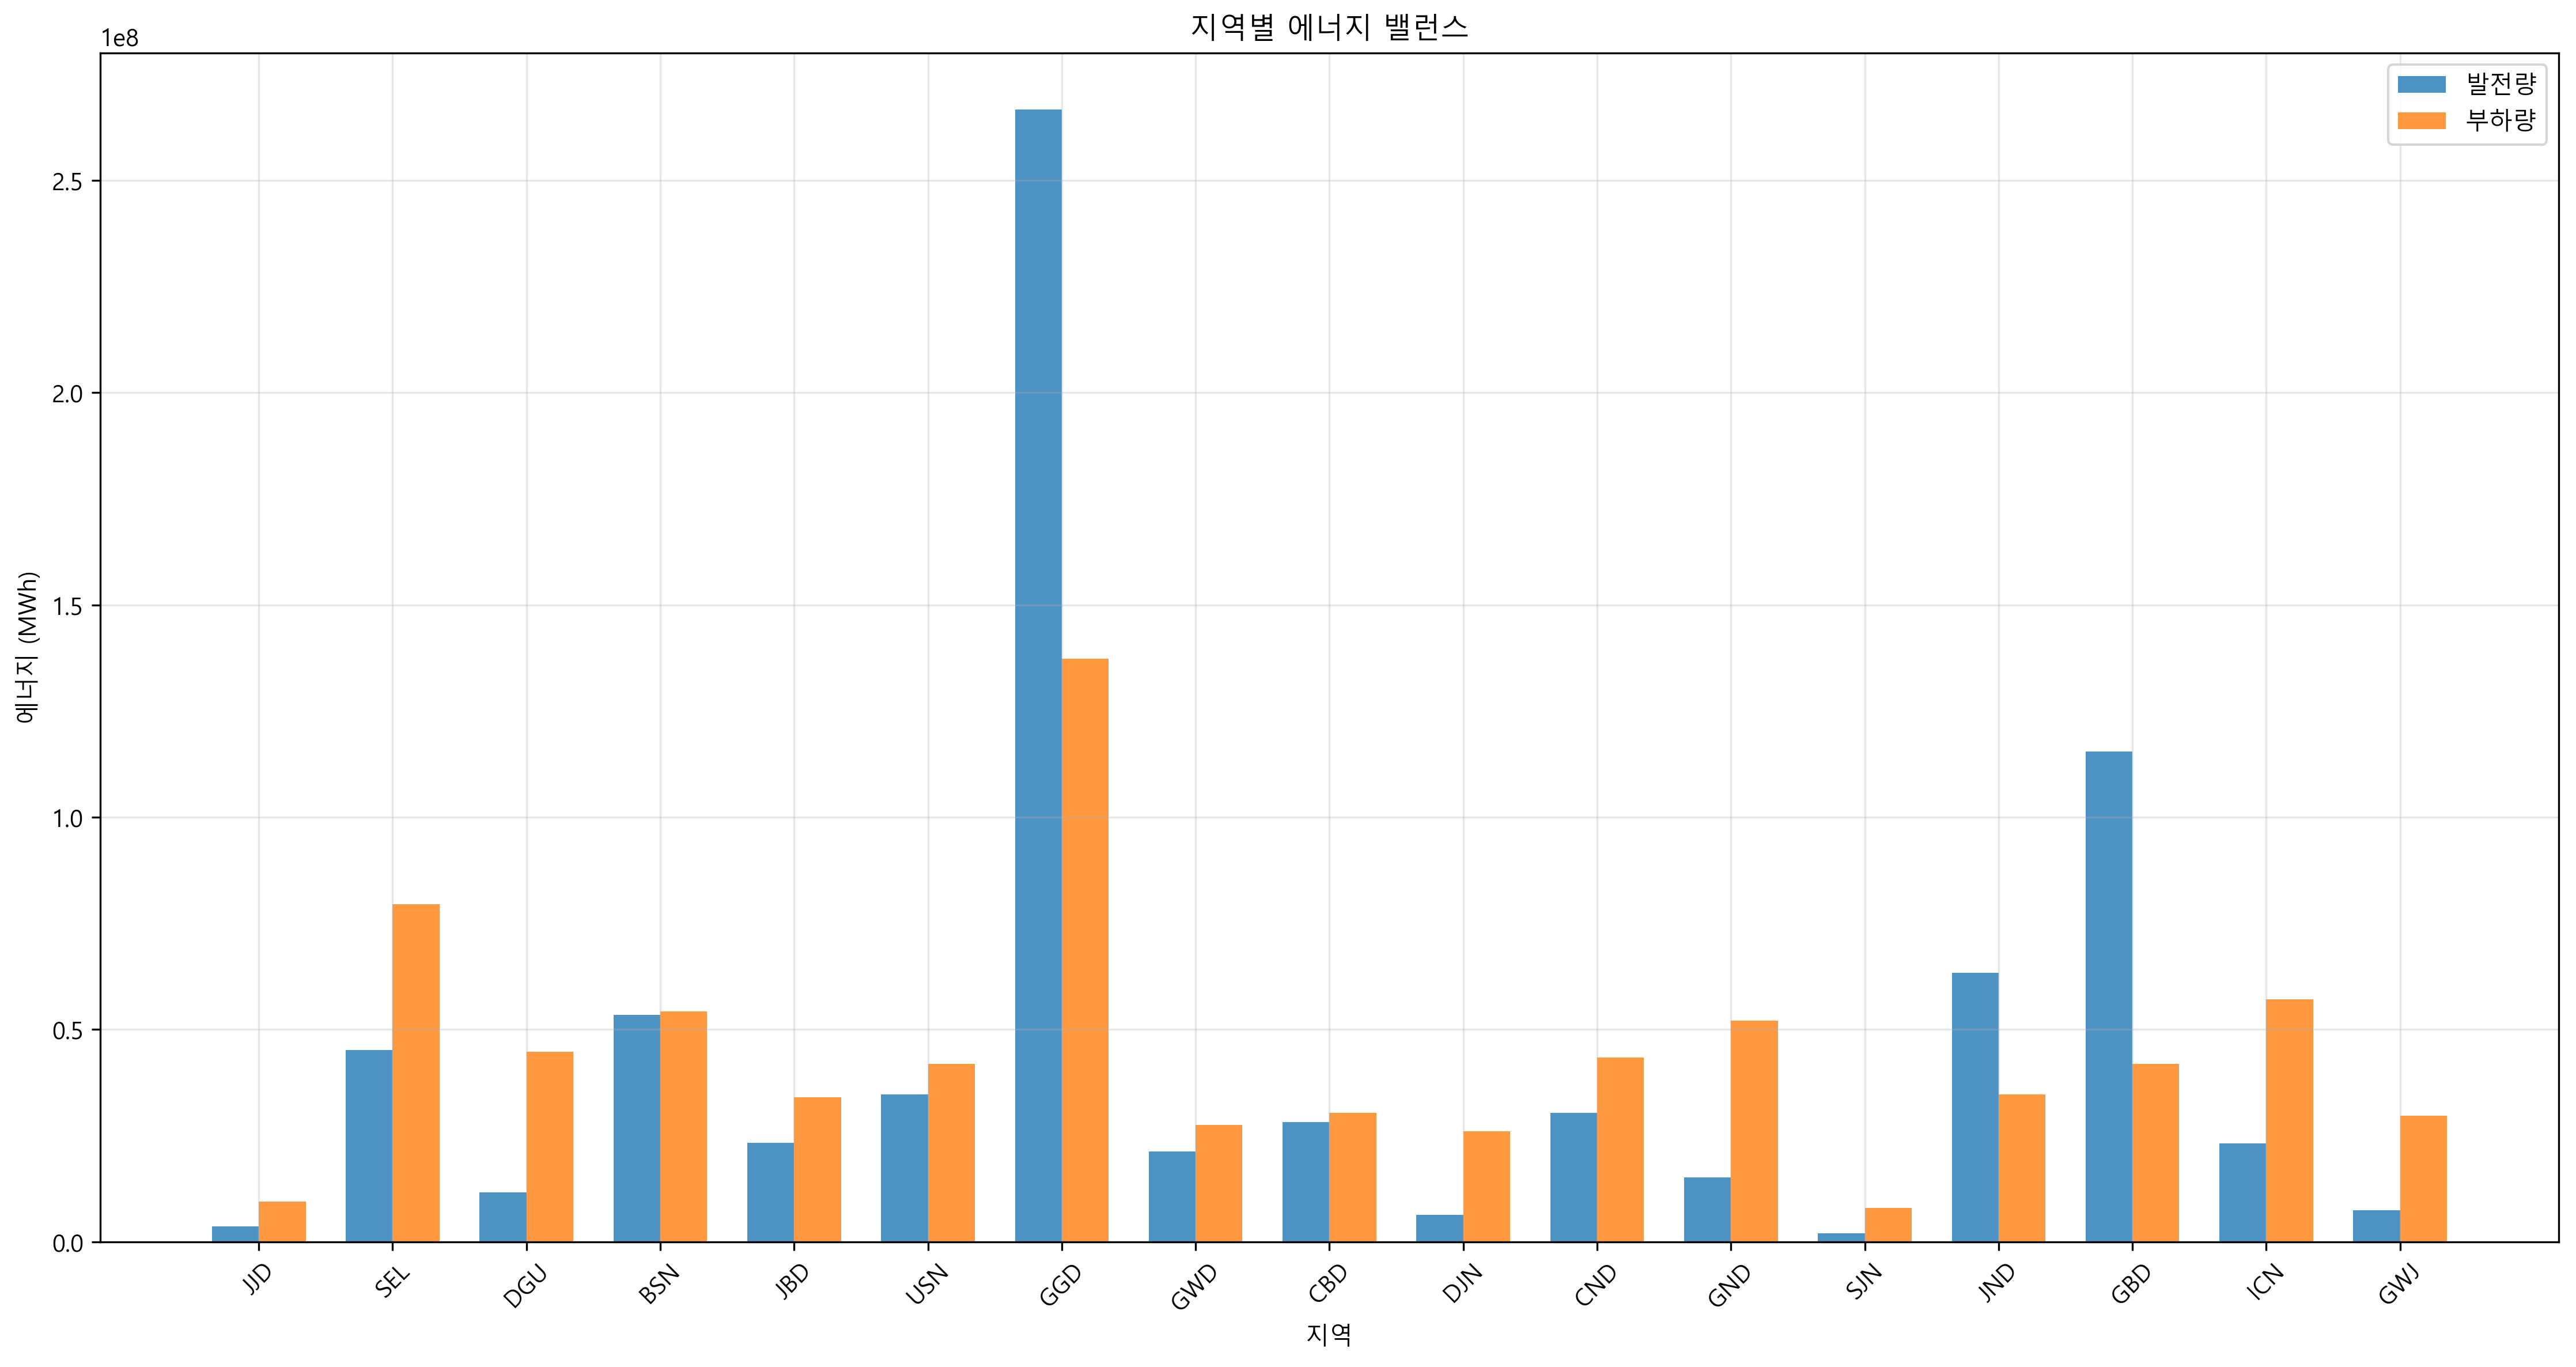 지역별 에너지 밸런스
1e8
발전량
부하량
2.5
2.0
1.5
1.0
0.5
0.0
에너지 (MWh)
JJD
SEL
DGU
BSN
JBD
USN
GGD
GWD
CBD
DJN
CND
GND
SJN
JND
GBD
ICN
GWJ
지역